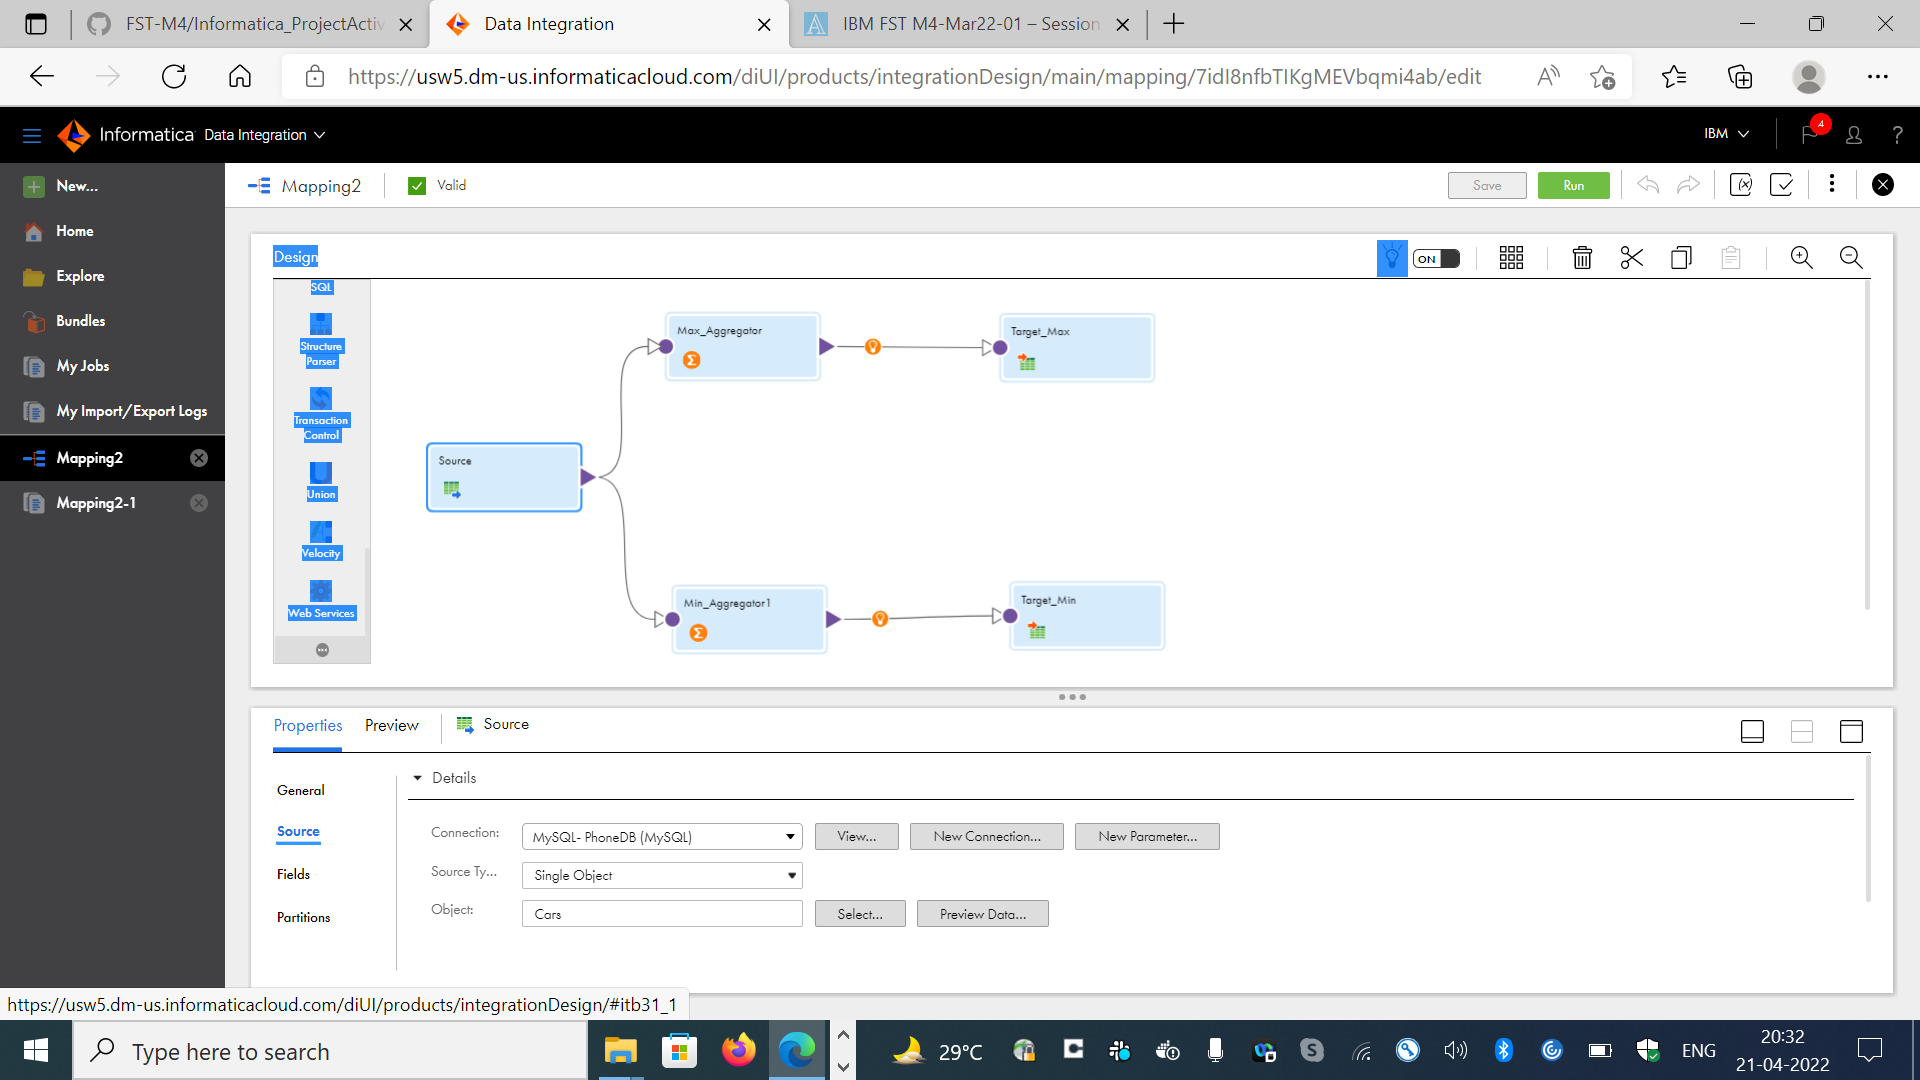 FST-M4/Informatica_ProjectActiv
Data Integration
IBM FST M4-Mar22-01 – Session
https://usw5.dm-us.informaticacloud.com/diUI/products/integrationDesign/main/mapping/7idI8nfbTIKgMEVbqmi4ab/edit
Informatica Data Integration
IBM
4
?
New...
Home
Explore
Bundles
My Jobs
My Import/Export Logs
Mapping2
Mapping2-1
Mapping2
Valid
Save
Run
Design
ON
SQL
Structure
Parser
Transaction
Control
Union
Velocity
Web Services
Source
Max_Aggregator
Target_Max
Min_Aggregator1
Target_Min
Properties
Preview
Source
General
Source
Fields
Partitions
Details
Connection:
MySQL- PhoneDB (MySQL)
View...
New Connection...
New Parameter...
Source Ty...
Single Object
Object:
Cars
Select...
Preview Data...
https://usw5.dm-us.informaticacloud.com/diUI/products/integrationDesign/#itb31_1
Type here to search
29°C
ENG
20:32
21-04-2022